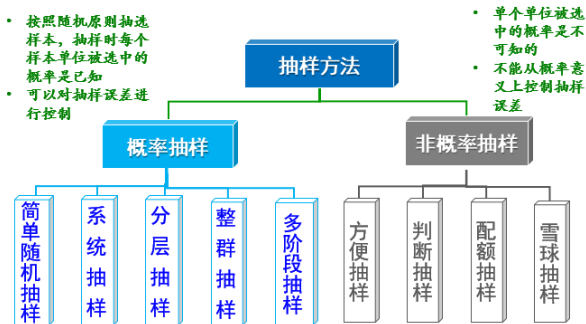 • 按照随机原则抽选
样本，抽样时每个
样本单位被选中的
概率是已知
• 可以对抽样误差进
行控制
• 单个单位被选
中的概率是不
可知的
• 不能从概率意
义上控制抽样
误差
抽样方法
概率抽样
非概率抽样
简单随机抽样
系统抽样
分层抽样
整群抽样
多阶段抽样
方便抽样
判断抽样
配额抽样
雪球抽样